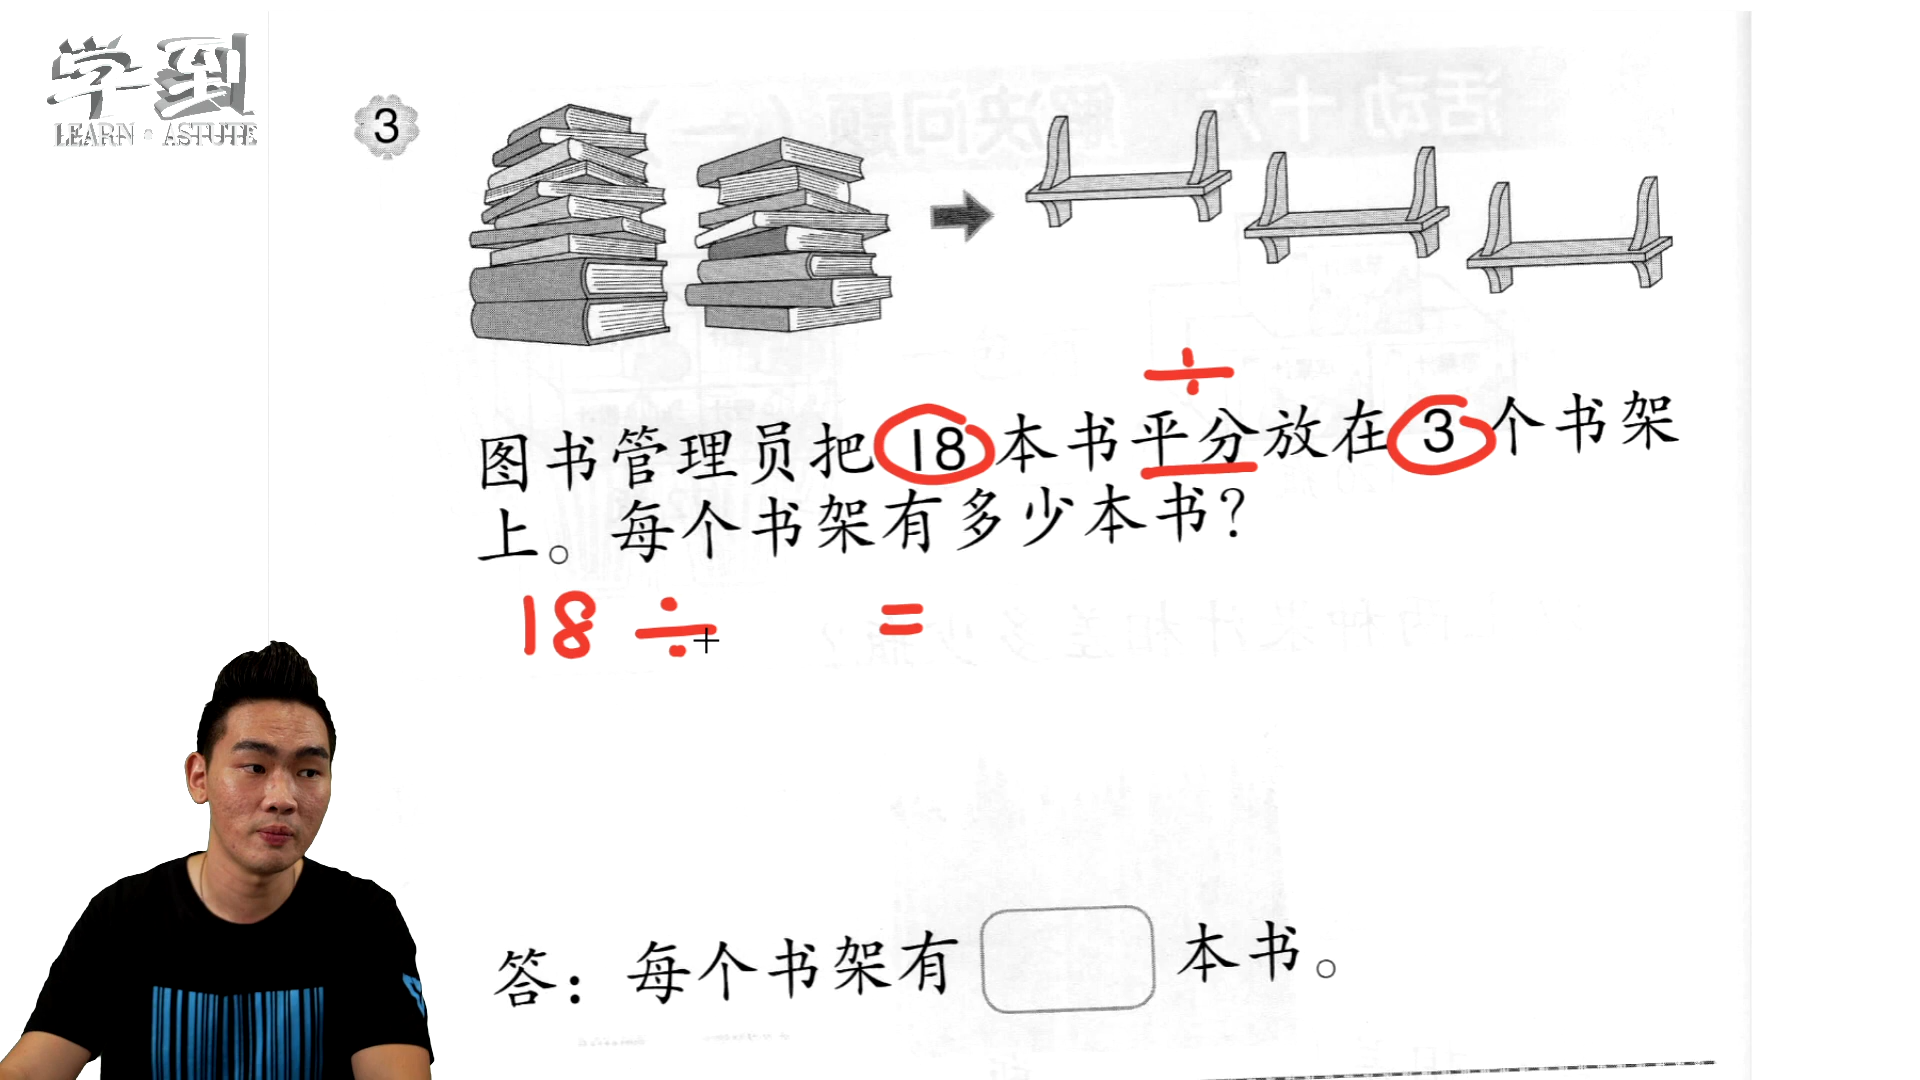 学到
LEARN · ASTUTE
3
÷
图书管理员把18本书平分放在3个书架
上。每个书架有多少本书?
18 ÷ =
答：每个书架有 本书。